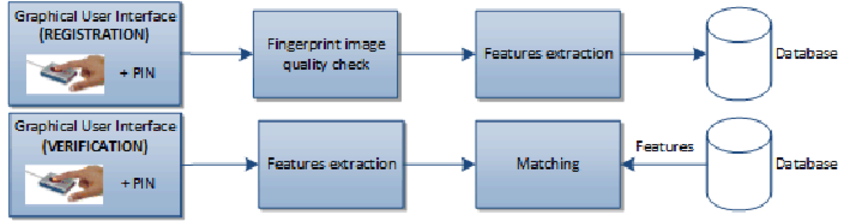 Graphical User Interface
(REGISTRATION)
+ PIN
Fingerprint image
quality check
Features extraction
Database
Graphical User Interface
(VERIFICATION)
+ PIN
Features extraction
Matching
Features
Database